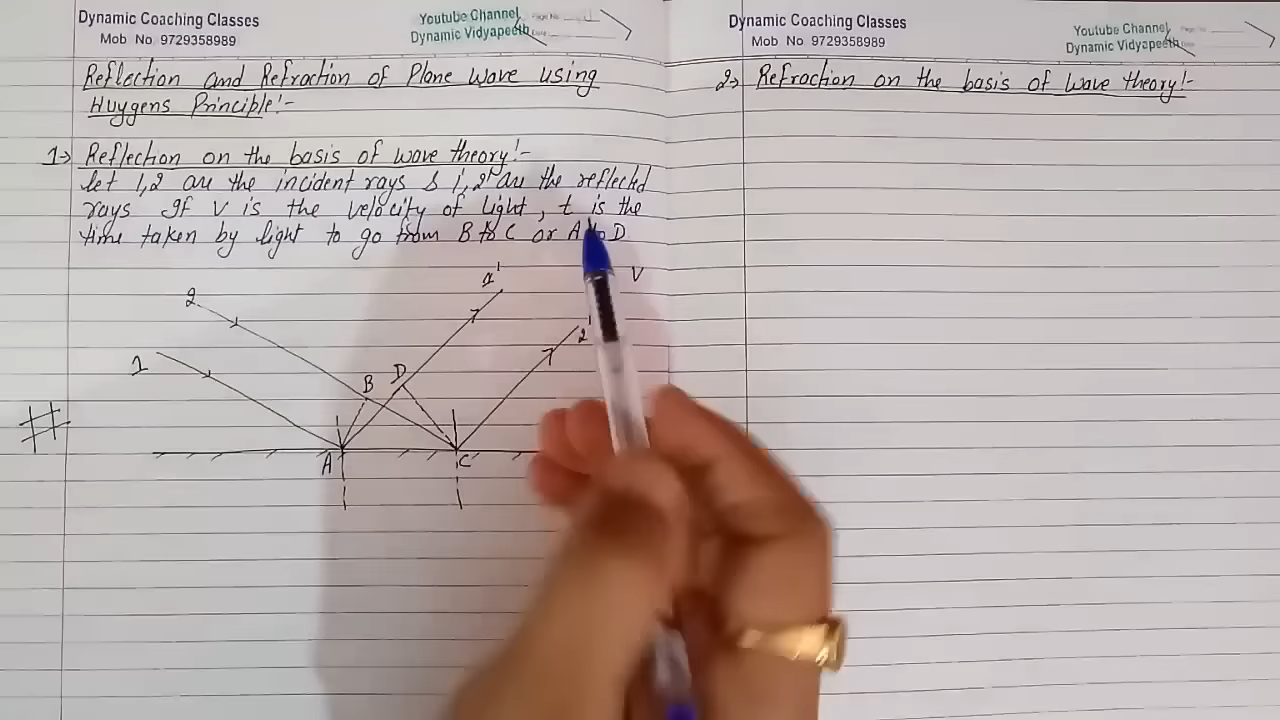 Dynamic Coaching Classes
Mob No 9729358989
Youtube Channel
Dynamic Vidyapeeth
Page No.
Date
Reflection and Refraction of Plane wave using
Huygens Principle:-
1) Reflection on the basis of wave theory:-
let 1,2 are the incident rays & 1',2' are the reflected
rays If V is the velocity of light, t is the
time taken by light to go from B to C or A to D
V
2
1'
2'
1
B D
A C
Dynamic Coaching Classes
Mob No 9729358989
Youtube Channel
Dynamic Vidyapeeth
2) Refraction on the basis of wave theory:-